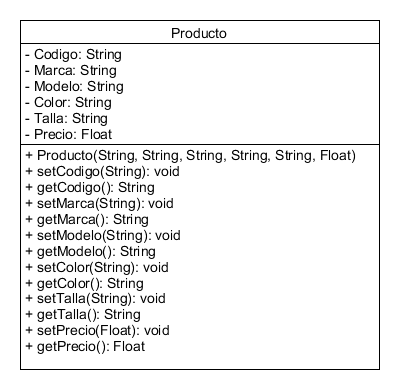 Producto
- Codigo: String
- Marca: String
- Modelo: String
- Color: String
- Talla: String
- Precio: Float
+ Producto(String, String, String, String, String, Float)
+ setCodigo(String): void
+ getCodigo(): String
+ setMarca(String): void
+ getMarca(): String
+ setModelo(String): void
+ getModelo(): String
+ setColor(String): void
+ getColor(): String
+ setTalla(String): void
+ getTalla(): String
+ setPrecio(Float): void
+ getPrecio(): Float